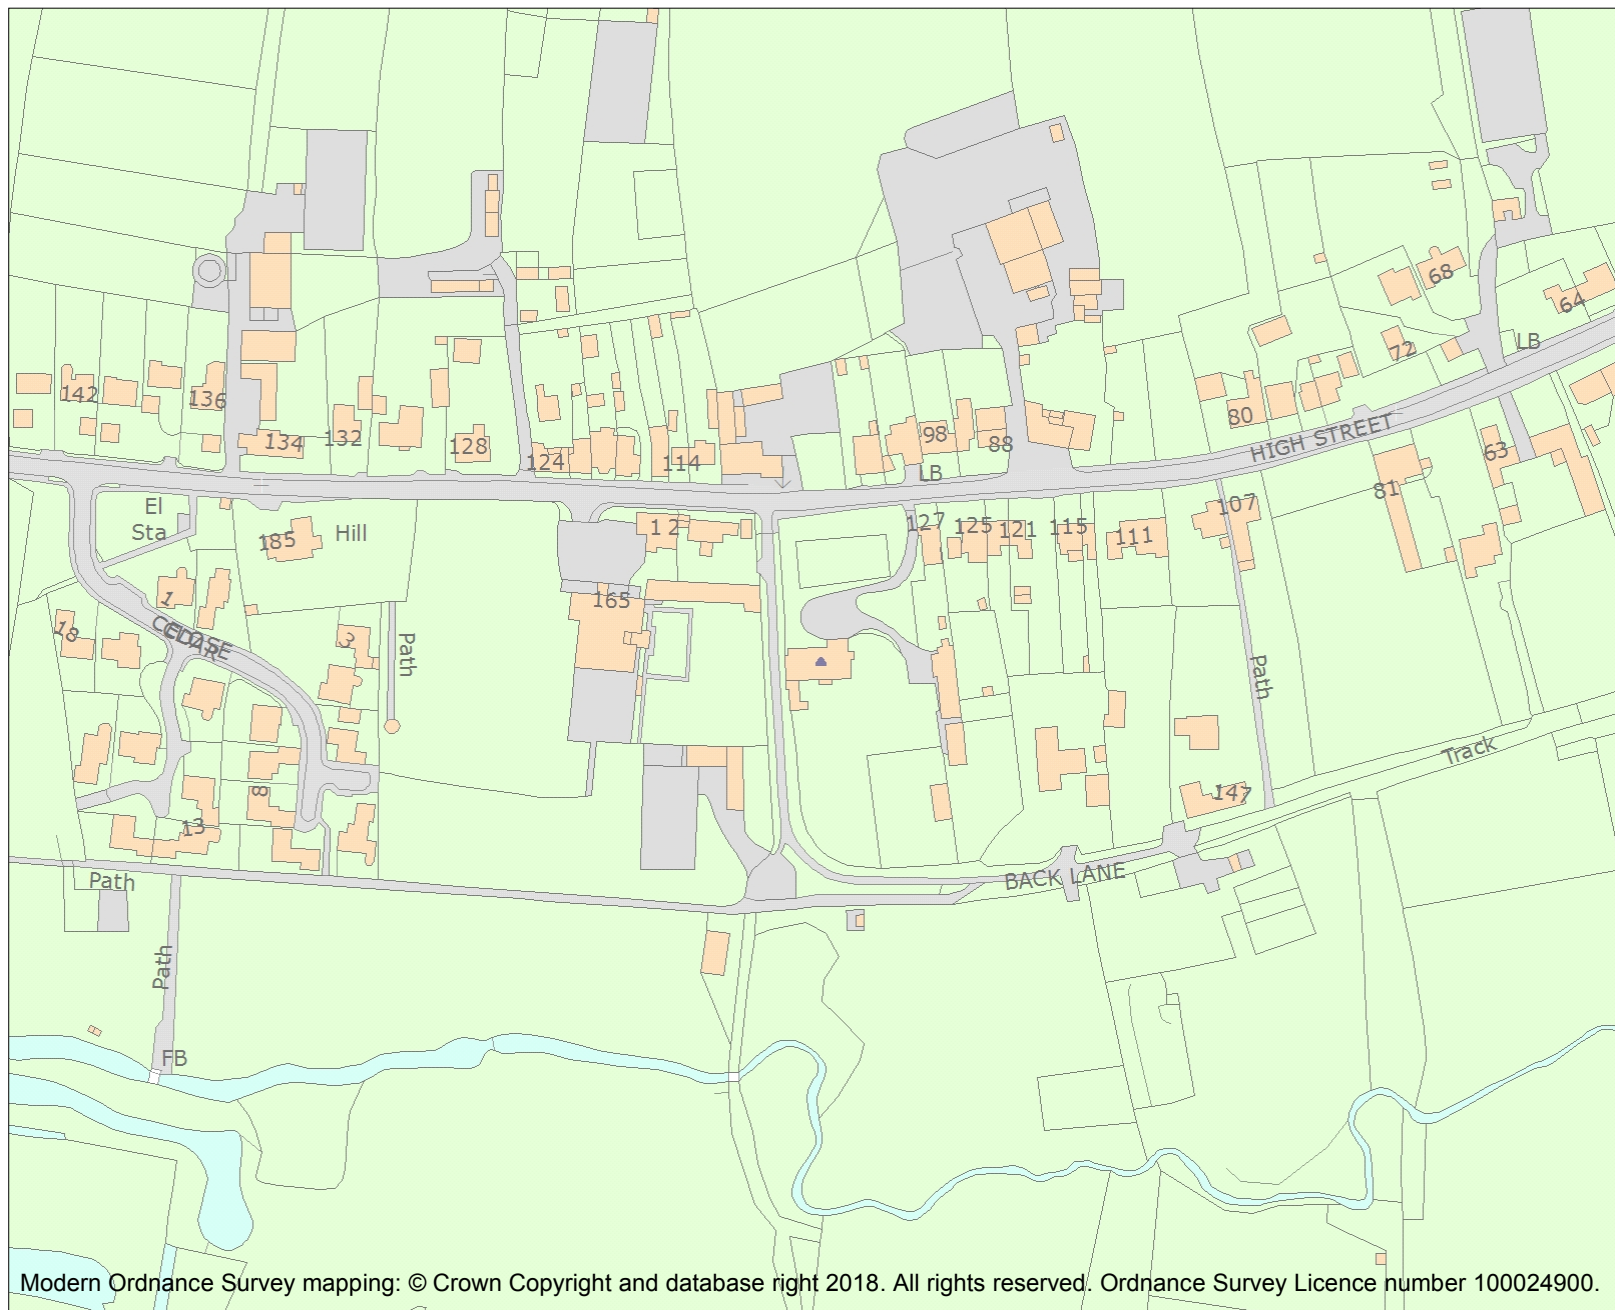 68
64
LB
72
142
136
80
98
88
HIGH STREET
134
132
128
124
114
63
LB
81
El
Sta
185
Hill
1 2
127
125
121
115
111
107
1
165
18
CEDAR
CLOSE
3
Path
Path
Track
8
147
13
Path
BACK LANE
Path
FB
Modern Ordnance Survey mapping: © Crown Copyright and database right 2018. All rights reserved. Ordnance Survey Licence number 100024900.